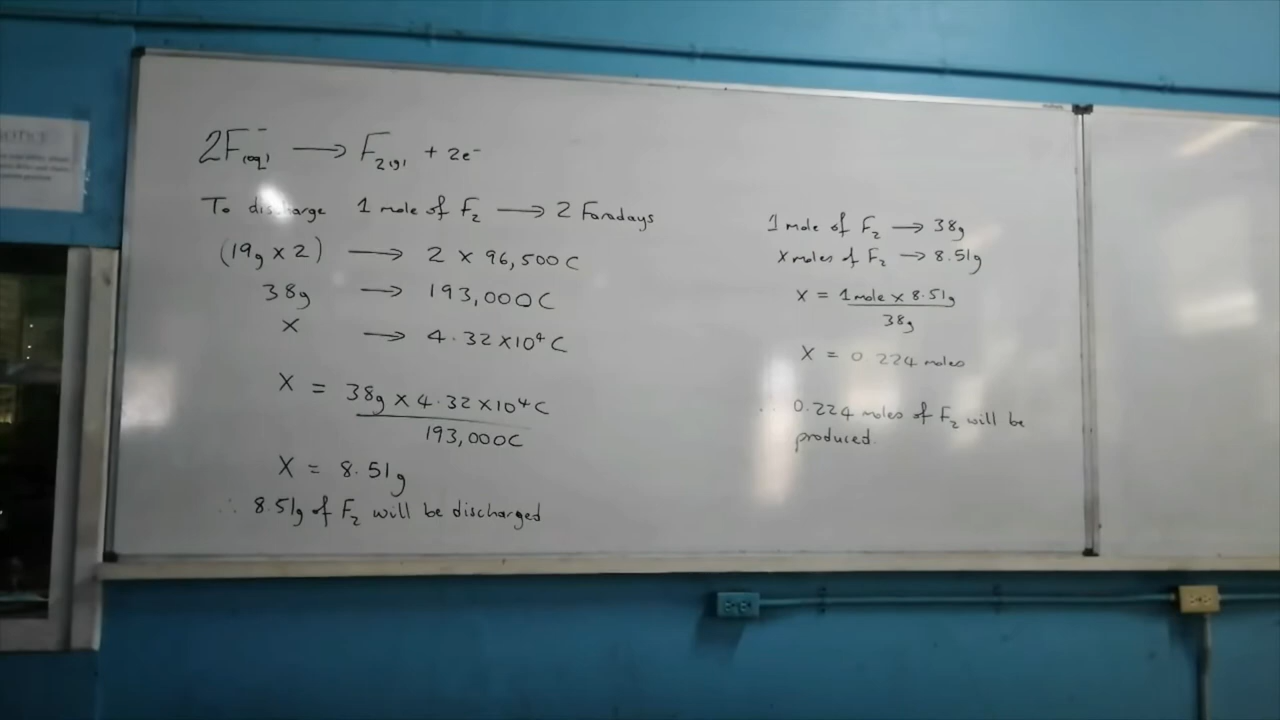 NOTICE
2F⁻(aq) ⟶ F₂(g) + 2e⁻
To discharge 1 mole of F₂ ⟶ 2 Faradays
(19g x 2) ⟶ 2 x 96,500C
38g ⟶ 193,000C
x ⟶ 4.32x10⁴C
x = 38g x 4.32x10⁴C
193,000C
x = 8.51g
∴ 8.51g of F₂ will be discharged
1 mole of F₂ ⟶ 38g
x moles of F₂ ⟶ 8.51g
x = 1mole x 8.51g
38g
x = 0.224 moles
∴ 0.224 moles of F₂ will be
produced.